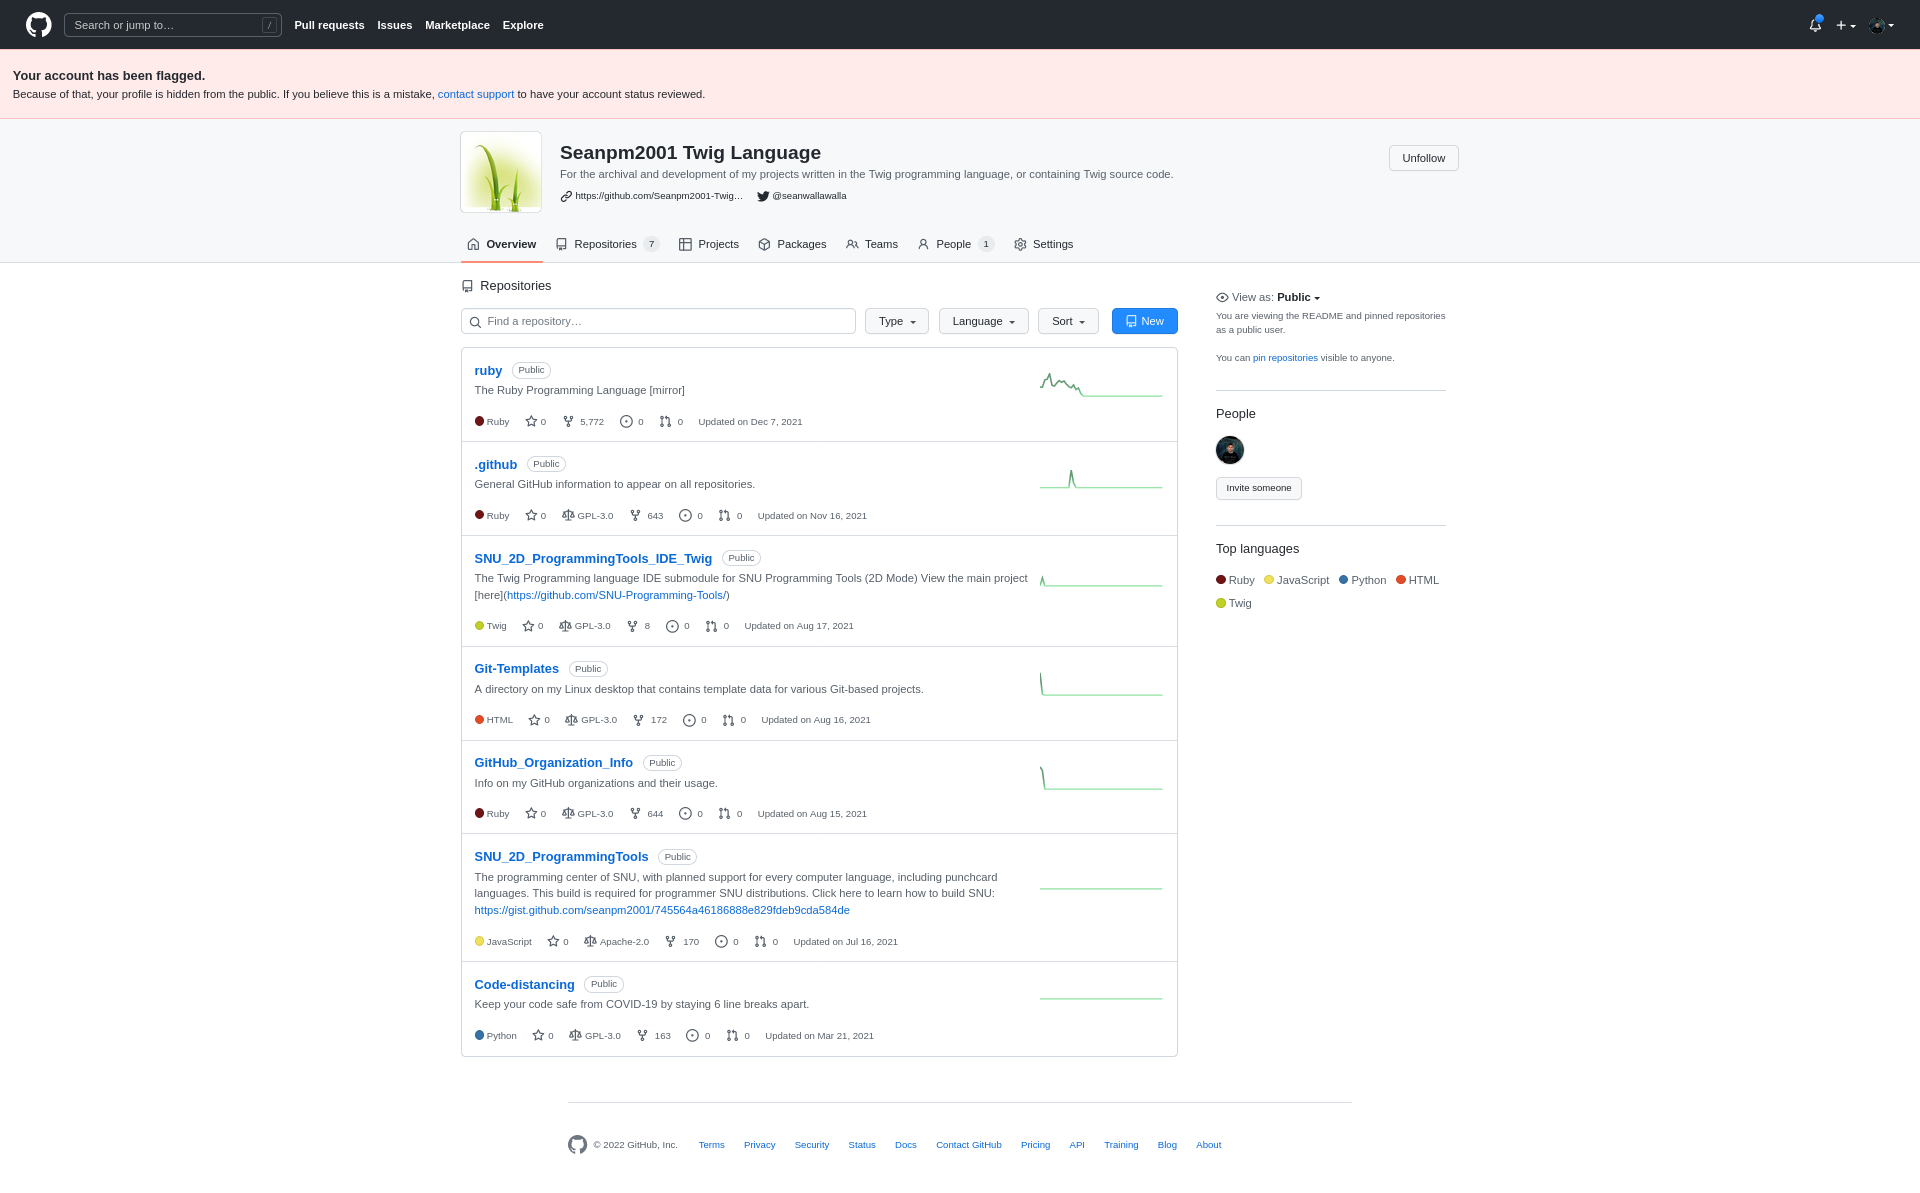 Search or jump to…
/
Pull requests Issues Marketplace Explore
Your account has been flagged.
Because of that, your profile is hidden from the public. If you believe this is a mistake, contact support to have your account status reviewed.
Seanpm2001 Twig Language
Unfollow
For the archival and development of my projects written in the Twig programming language, or containing Twig source code.
https://github.com/Seanpm2001-Twig… @seanwallawalla
Overview Repositories 7 Projects Packages Teams People 1 Settings
Repositories
Find a repository…
Type Language Sort New
ruby Public
The Ruby Programming Language [mirror]
Ruby 0 5,772 0 0 Updated on Dec 7, 2021
.github Public
General GitHub information to appear on all repositories.
Ruby 0 GPL-3.0 643 0 0 Updated on Nov 16, 2021
SNU_2D_ProgrammingTools_IDE_Twig Public
The Twig Programming language IDE submodule for SNU Programming Tools (2D Mode) View the main project
[here](https://github.com/SNU-Programming-Tools/)
Twig 0 GPL-3.0 8 0 0 Updated on Aug 17, 2021
Git-Templates Public
A directory on my Linux desktop that contains template data for various Git-based projects.
HTML 0 GPL-3.0 172 0 0 Updated on Aug 16, 2021
GitHub_Organization_Info Public
Info on my GitHub organizations and their usage.
Ruby 0 GPL-3.0 644 0 0 Updated on Aug 15, 2021
SNU_2D_ProgrammingTools Public
The programming center of SNU, with planned support for every computer language, including punchcard
languages. This build is required for programmer SNU distributions. Click here to learn how to build SNU:
https://gist.github.com/seanpm2001/745564a46186888e829fdeb9cda584de
JavaScript 0 Apache-2.0 170 0 0 Updated on Jul 16, 2021
Code-distancing Public
Keep your code safe from COVID-19 by staying 6 line breaks apart.
Python 0 GPL-3.0 163 0 0 Updated on Mar 21, 2021
View as: Public
You are viewing the README and pinned repositories
as a public user.
You can pin repositories visible to anyone.
People
Invite someone
Top languages
Ruby JavaScript Python HTML
Twig
© 2022 GitHub, Inc. Terms Privacy Security Status Docs Contact GitHub Pricing API Training Blog About